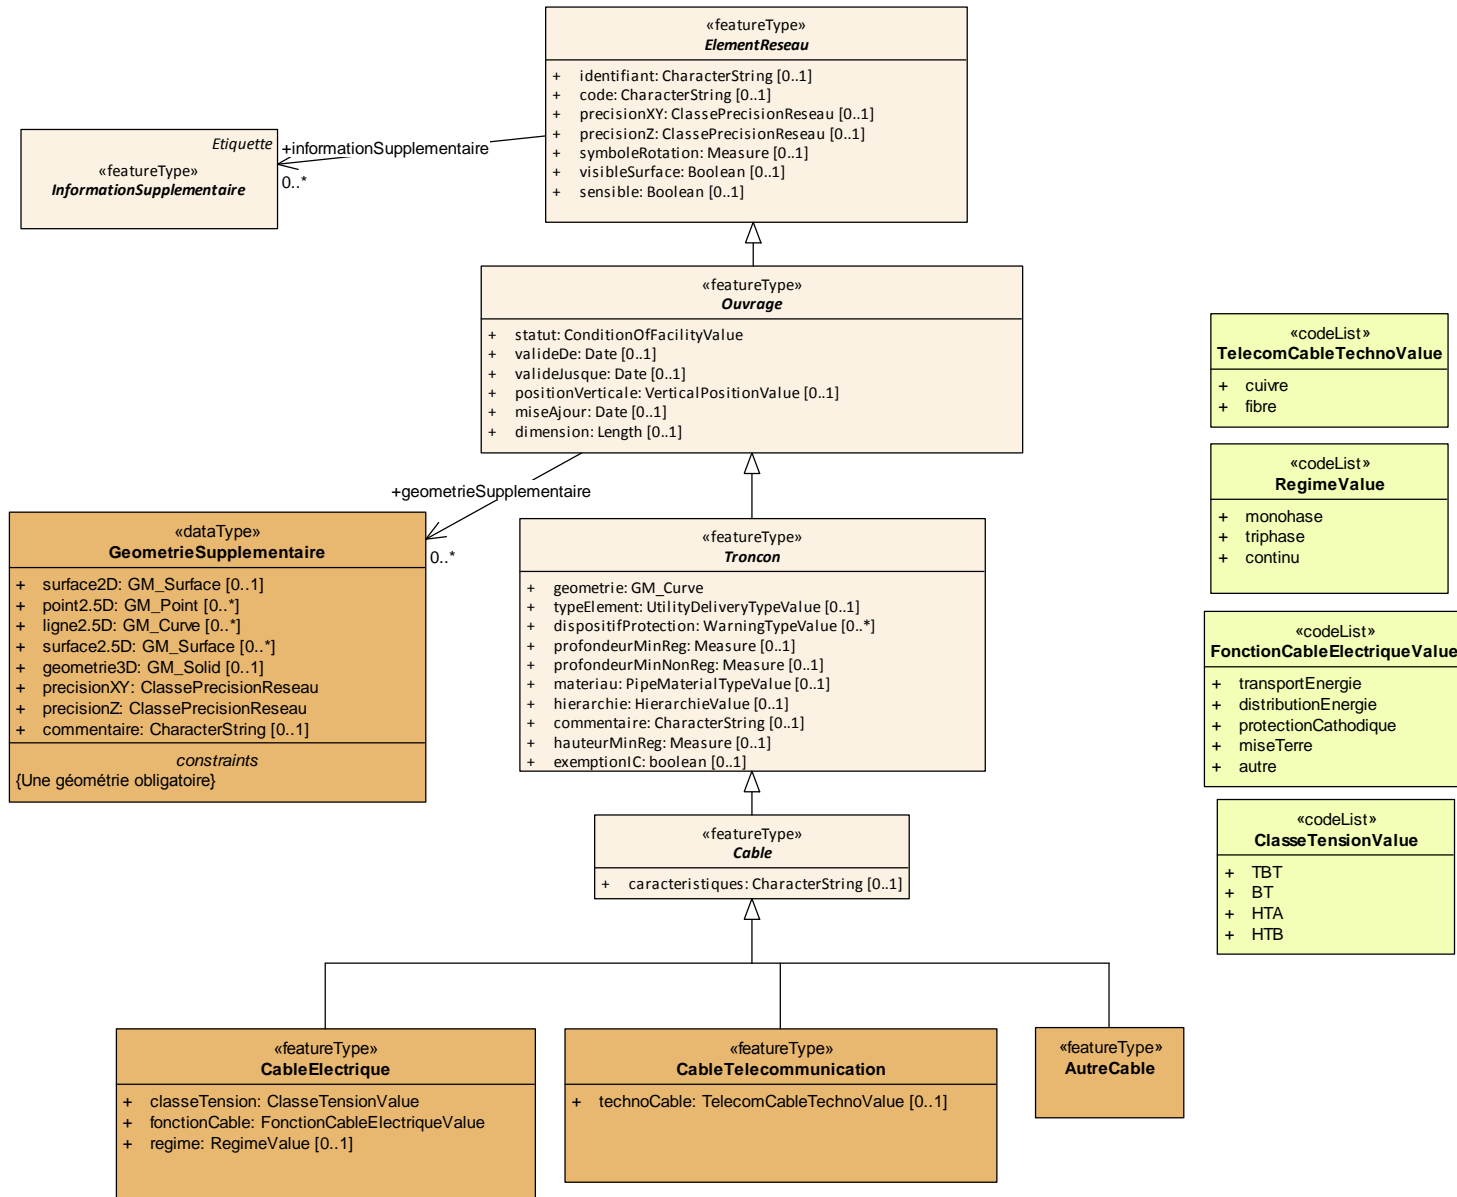 «featureType»
ElementReseau
+ identifiant: CharacterString [0..1]
+ code: CharacterString [0..1]
+ precisionXY: ClassePrecisionReseau [0..1]
+ precisionZ: ClassePrecisionReseau [0..1]
+ symboleRotation: Measure [0..1]
+ visibleSurface: Boolean [0..1]
+ sensible: Boolean [0..1]
Etiquette
«featureType»
InformationSupplementaire
+informationSupplementaire
0..*
«featureType»
Ouvrage
+ statut: ConditionOfFacilityValue
+ valideDe: Date [0..1]
+ valideJusque: Date [0..1]
+ positionVerticale: VerticalPositionValue [0..1]
+ miseAjour: Date [0..1]
+ dimension: Length [0..1]
+geometrieSupplementaire
0..*
«dataType»
GeometrieSupplementaire
+ surface2D: GM_Surface [0..1]
+ point2.5D: GM_Point [0..*]
+ ligne2.5D: GM_Curve [0..*]
+ surface2.5D: GM_Surface [0..*]
+ geometrie3D: GM_Solid [0..1]
+ precisionXY: ClassePrecisionReseau
+ precisionZ: ClassePrecisionReseau
+ commentaire: CharacterString [0..1]
constraints
{Une géométrie obligatoire}
«featureType»
Troncon
+ geometrie: GM_Curve
+ typeElement: UtilityDeliveryTypeValue [0..1]
+ dispositifProtection: WarningTypeValue [0..*]
+ profondeurMinReg: Measure [0..1]
+ profondeurMinNonReg: Measure [0..1]
+ materiau: PipeMaterialTypeValue [0..1]
+ hierarchie: HierarchieValue [0..1]
+ commentaire: CharacterString [0..1]
+ hauteurMinReg: Measure [0..1]
+ exemptionIC: boolean [0..1]
«featureType»
Cable
+ caracteristiques: CharacterString [0..1]
«featureType»
CableElectrique
+ classeTension: ClasseTensionValue
+ fonctionCable: FonctionCableElectriqueValue
+ regime: RegimeValue [0..1]
«featureType»
CableTelecommunication
+ technoCable: TelecomCableTechnoValue [0..1]
«featureType»
AutreCable
«codeList»
TelecomCableTechnoValue
+ cuivre
+ fibre
«codeList»
RegimeValue
+ monohase
+ triphase
+ continu
«codeList»
FonctionCableElectriqueValue
+ transportEnergie
+ distributionEnergie
+ protectionCathodique
+ miseTerre
+ autre
«codeList»
ClasseTensionValue
+ TBT
+ BT
+ HTA
+ HTB